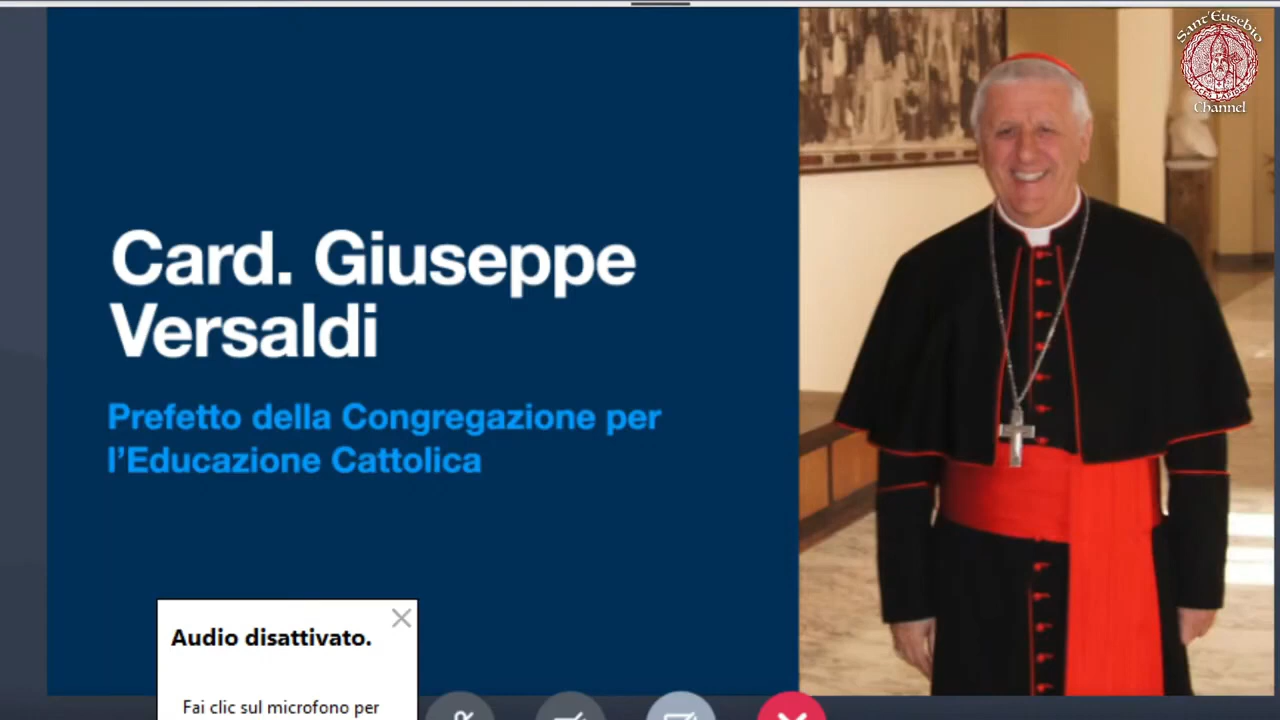 Sant'Eusebio
Channel
Card. Giuseppe
Versaldi
Prefetto della Congregazione per
l'Educazione Cattolica
Audio disattivato.
Fai clic sul microfono per